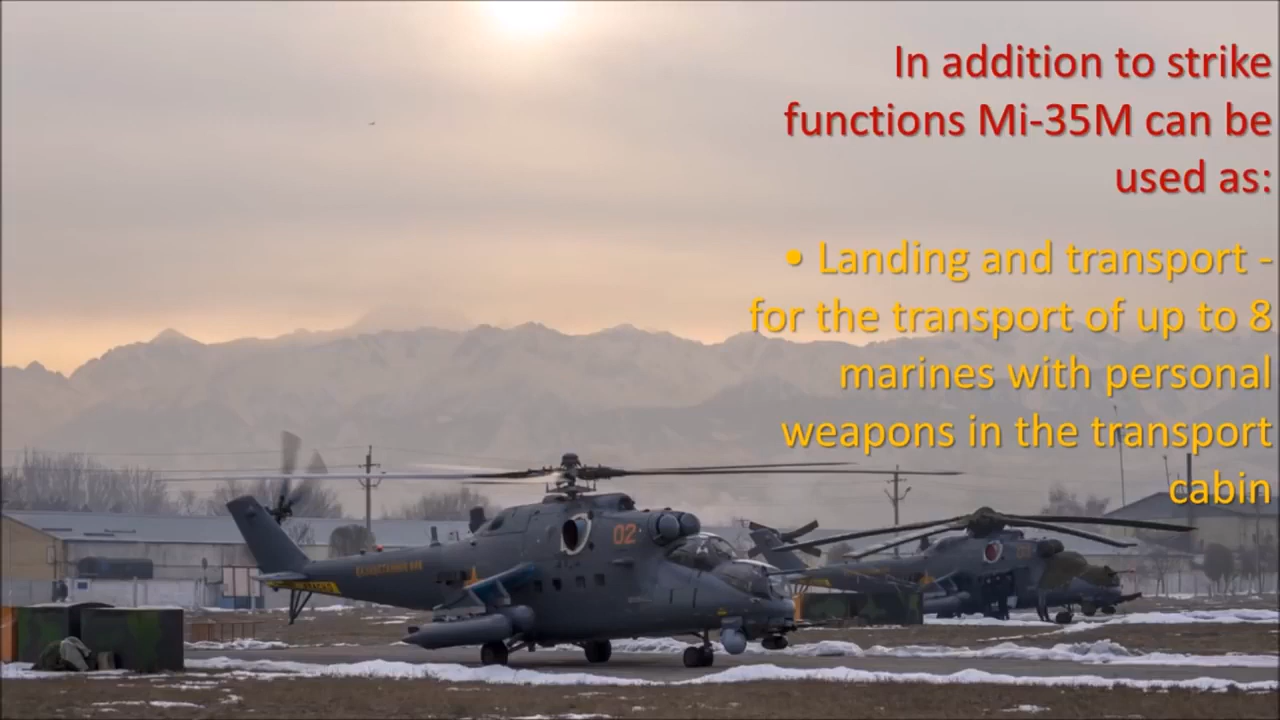 In addition to strike
functions Mi-35M can be
used as:
• Landing and transport -
for the transport of up to 8
marines with personal
weapons in the transport
cabin
02